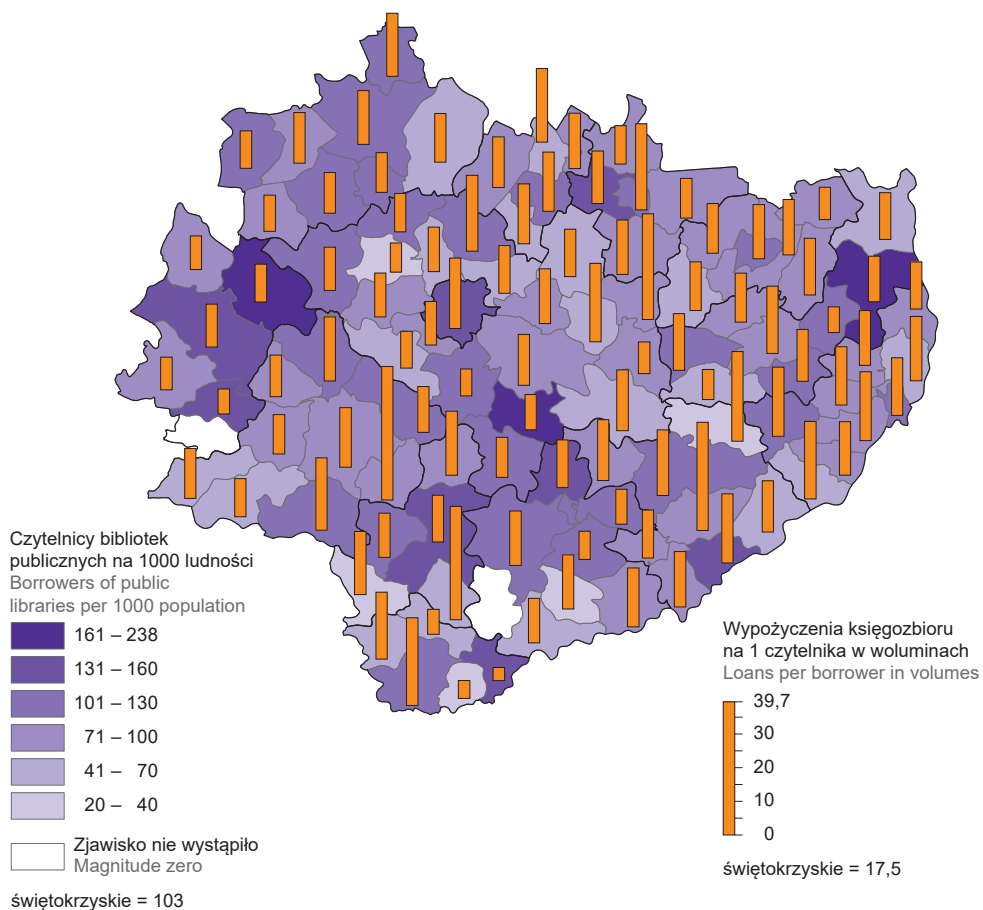 Czytelnicy bibliotek
publicznych na 1000 ludności
Borrowers of public
libraries per 1000 population
161 – 238
131 – 160
101 – 130
71 – 100
41 – 70
20 – 40
Zjawisko nie wystąpiło
Magnitude zero
świętokrzyskie = 103
Wypożyczenia księgozbioru
na 1 czytelnika w woluminach
Loans per borrower in volumes
39,7
30
20
10
0
świętokrzyskie = 17,5